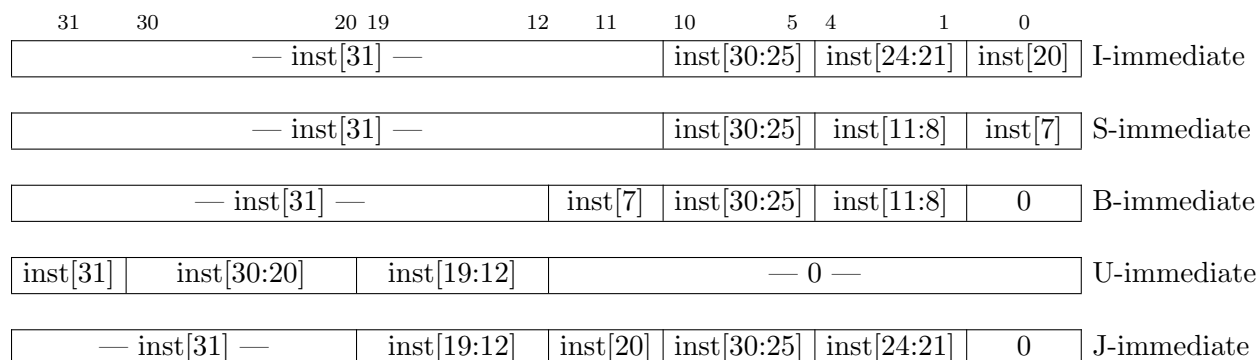 31 30 20 19 12 11 10 5 4 1 0
— inst[31] — inst[30:25] inst[24:21] inst[20] I-immediate
— inst[31] — inst[30:25] inst[11:8] inst[7] S-immediate
— inst[31] — inst[7] inst[30:25] inst[11:8] 0 B-immediate
inst[31] inst[30:20] inst[19:12] — 0 — U-immediate
— inst[31] — inst[19:12] inst[20] inst[30:25] inst[24:21] 0 J-immediate